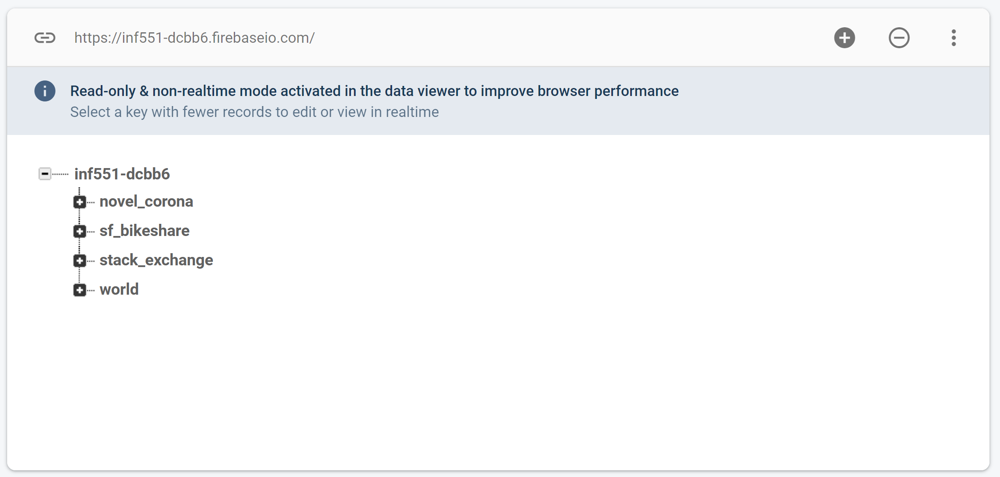 https://inf551-dcbb6.firebaseio.com/
Read-only & non-realtime mode activated in the data viewer to improve browser performance
Select a key with fewer records to edit or view in realtime
inf551-dcbb6
novel_corona
sf_bikeshare
stack_exchange
world